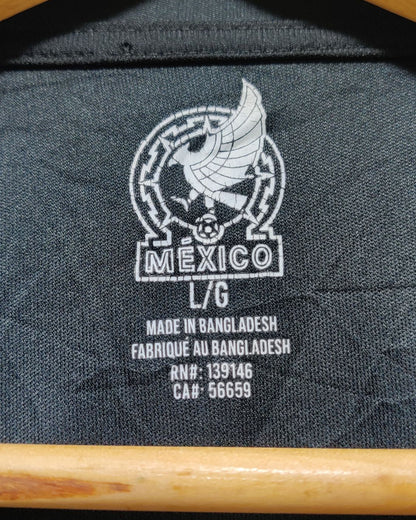 MÉXICO
L/G
MADE IN BANGLADESH
FABRIQUÉ AU BANGLADESH
RN#: 139146
CA#: 56659